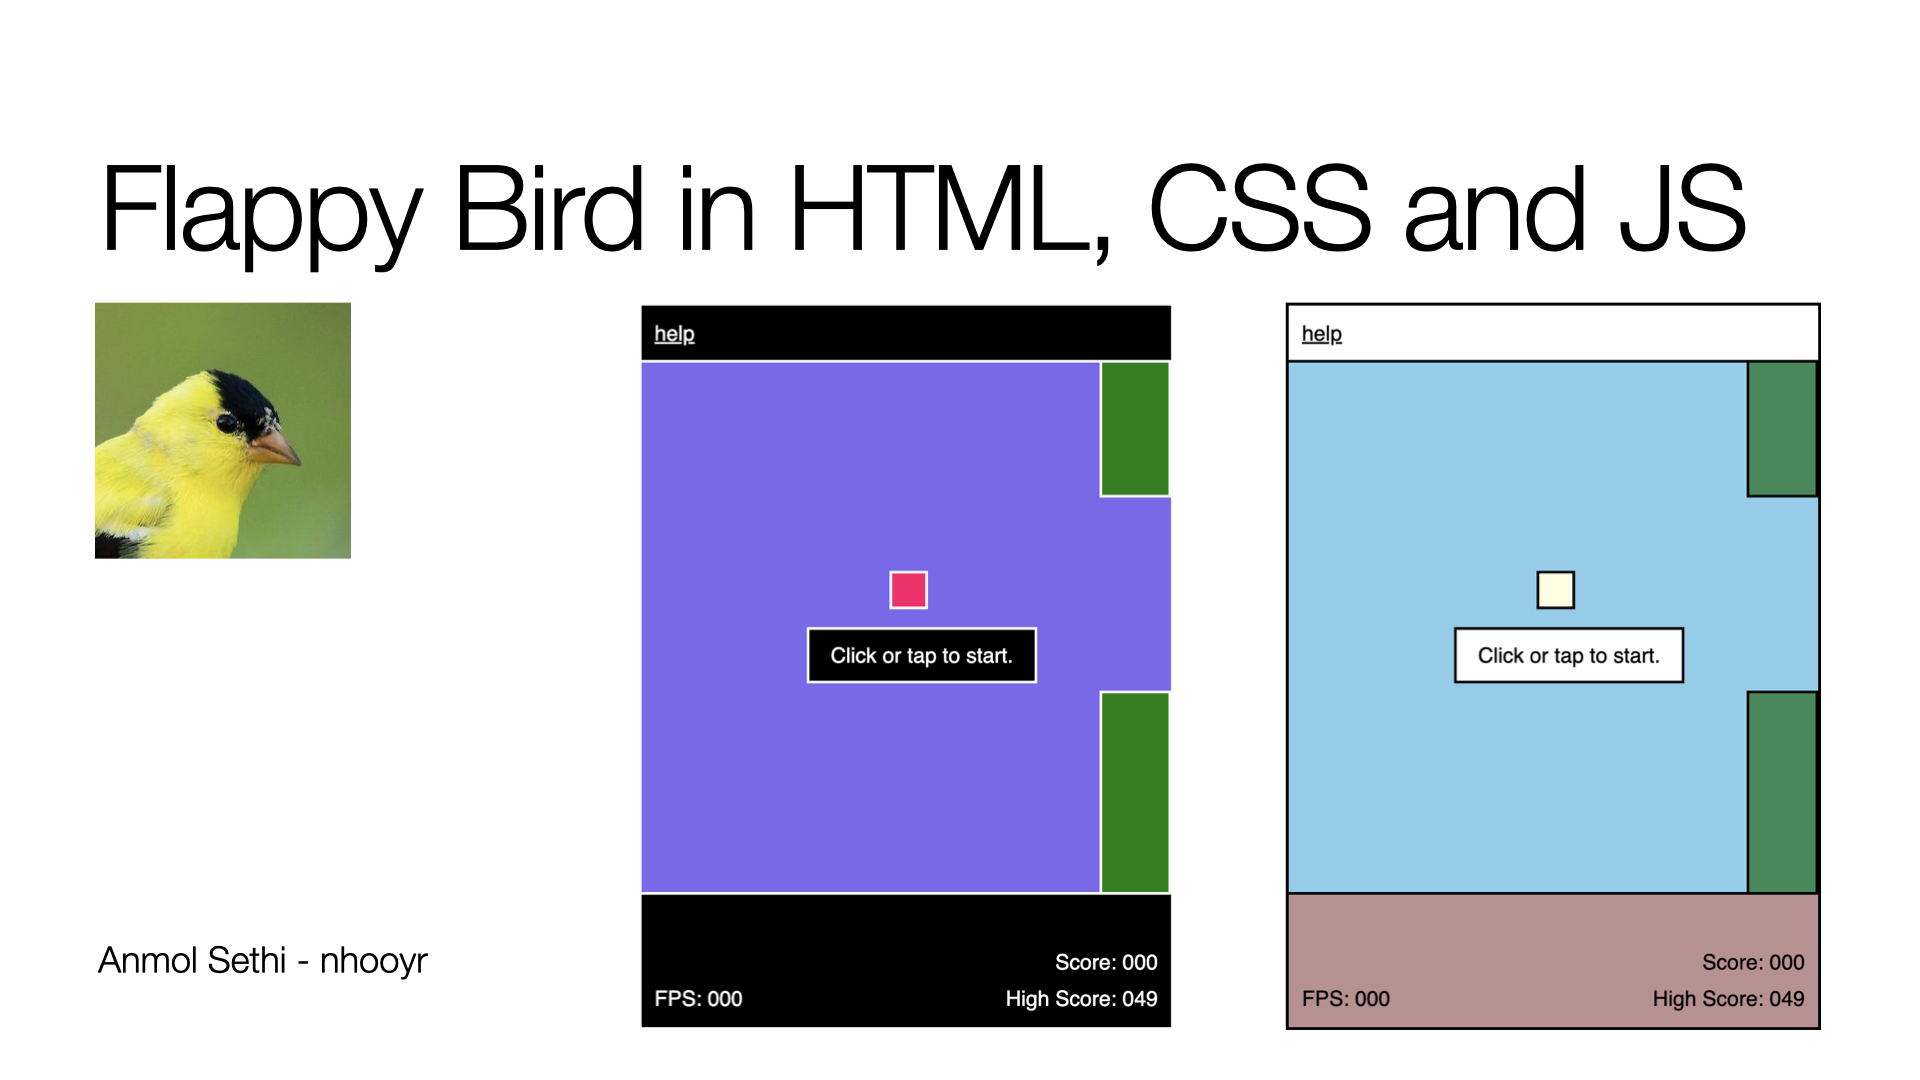 Flappy Bird in HTML, CSS and JS
help
Click or tap to start.
Score: 000
FPS: 000
High Score: 049
help
Click or tap to start.
Score: 000
FPS: 000
High Score: 049
Anmol Sethi - nhooyr